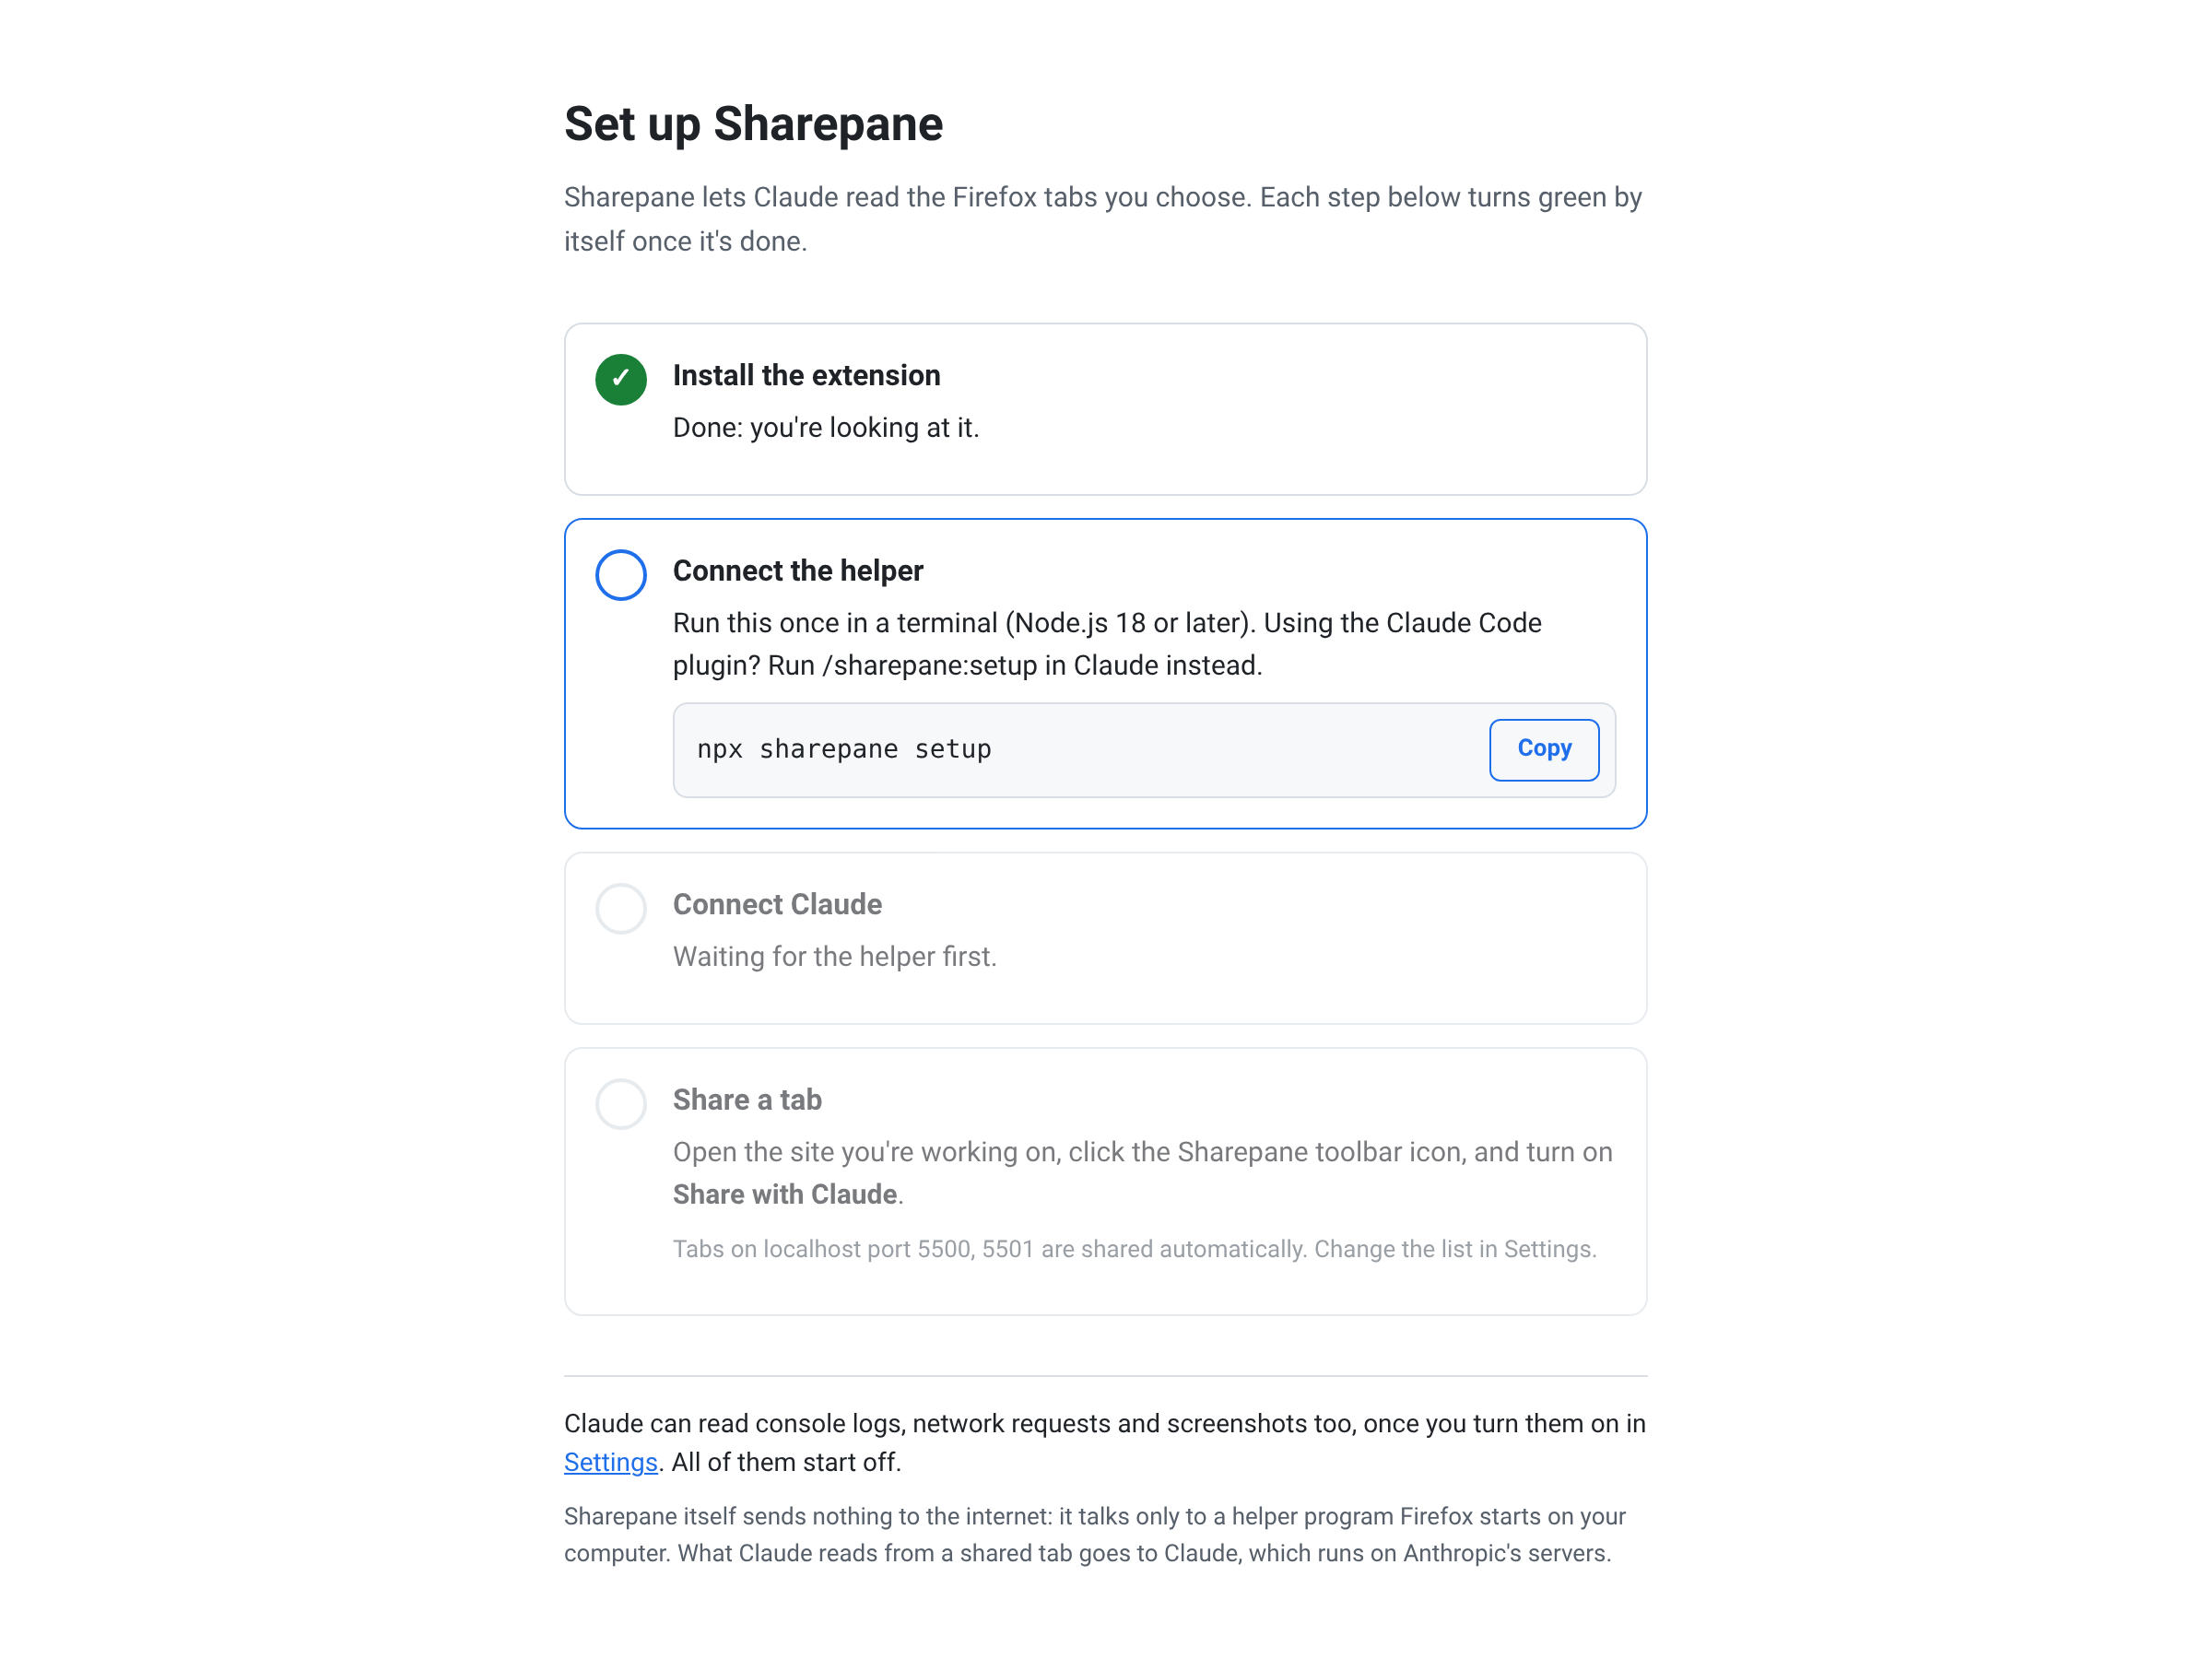 Set up Sharepane
Sharepane lets Claude read the Firefox tabs you choose. Each step below turns green by
itself once it's done.
✓
Install the extension
Done: you're looking at it.
Connect the helper
Run this once in a terminal (Node.js 18 or later). Using the Claude Code
plugin? Run /sharepane:setup in Claude instead.
npx sharepane setup
Copy
Connect Claude
Waiting for the helper first.
Share a tab
Open the site you're working on, click the Sharepane toolbar icon, and turn on
Share with Claude.
Tabs on localhost port 5500, 5501 are shared automatically. Change the list in Settings.
Claude can read console logs, network requests and screenshots too, once you turn them on in
Settings. All of them start off.
Sharepane itself sends nothing to the internet: it talks only to a helper program Firefox starts on your
computer. What Claude reads from a shared tab goes to Claude, which runs on Anthropic's servers.